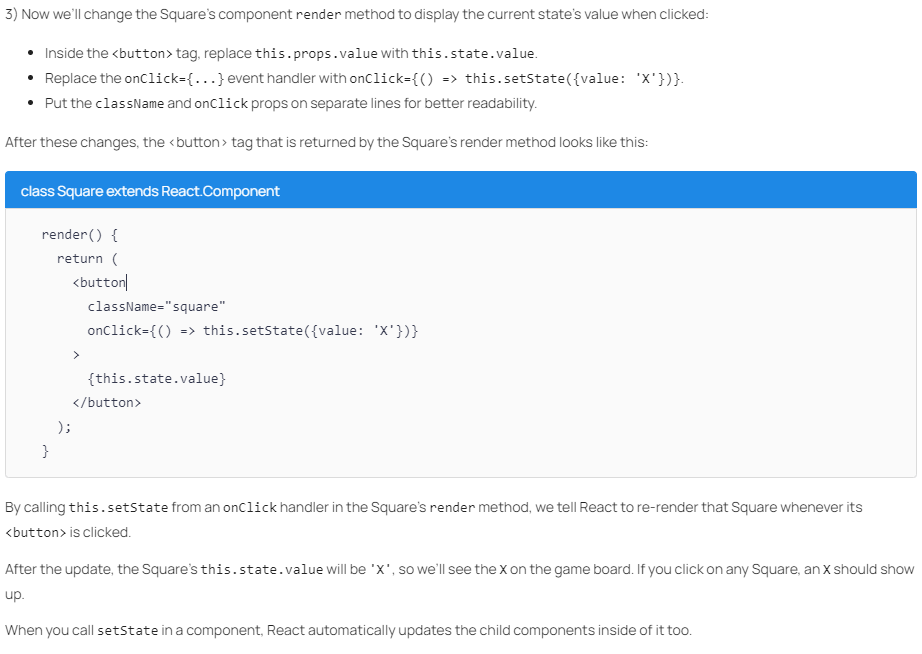 3) Now we'll change the Square's component render method to display the current state's value when clicked:
• Inside the <button> tag, replace this.props.value with this.state.value.
• Replace the onClick={...} event handler with onClick={() => this.setState({value: 'X'})}.
• Put the className and onClick props on separate lines for better readability.
After these changes, the <button> tag that is returned by the Square's render method looks like this:
class Square extends React.Component
render() {
return (
<button
className="square"
onClick={() => this.setState({value: 'X'})}
>
{this.state.value}
</button>
);
}
By calling this.setState from an onClick handler in the Square's render method, we tell React to re-render that Square whenever its
<button> is clicked.
After the update, the Square's this.state.value will be 'X', so we'll see the X on the game board. If you click on any Square, an X should show
up.
When you call setState in a component, React automatically updates the child components inside of it too.